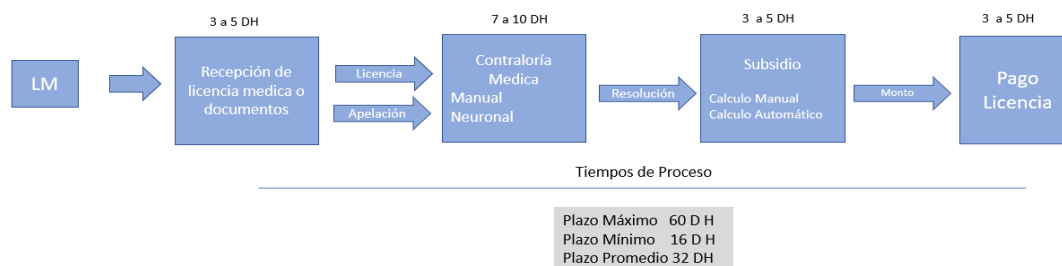 3 a 5 DH
7 a 10 DH
3 a 5 DH
3 a 5 DH
LM
Recepción de
licencia medica o
documentos
Licencia
Apelación
Contraloría
Medica
Manual
Neuronal
Resolución
Subsidio
Calculo Manual
Calculo Automático
Monto
Pago
Licencia
Tiempos de Proceso
Plazo Máximo 60 D H
Plazo Mínimo 16 D H
Plazo Promedio 32 DH